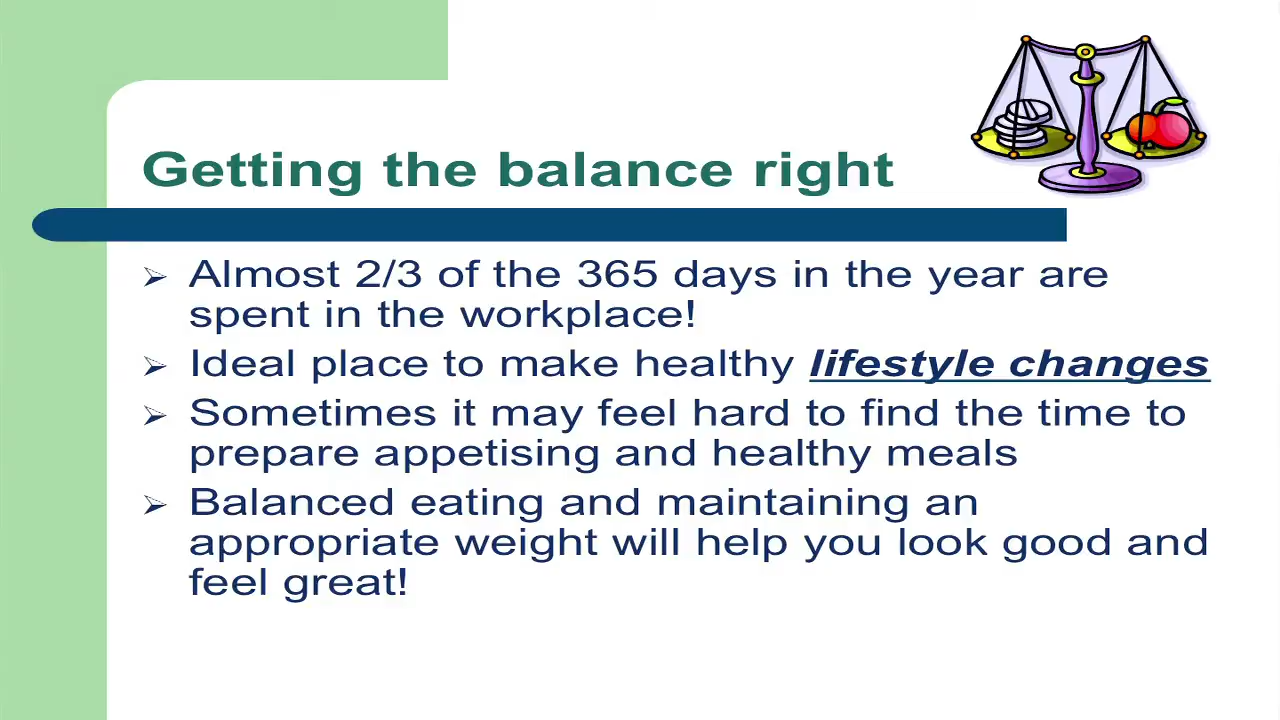 Getting the balance right
Almost 2/3 of the 365 days in the year are
spent in the workplace!
Ideal place to make healthy lifestyle changes
Sometimes it may feel hard to find the time to
prepare appetising and healthy meals
Balanced eating and maintaining an
appropriate weight will help you look good and
feel great!